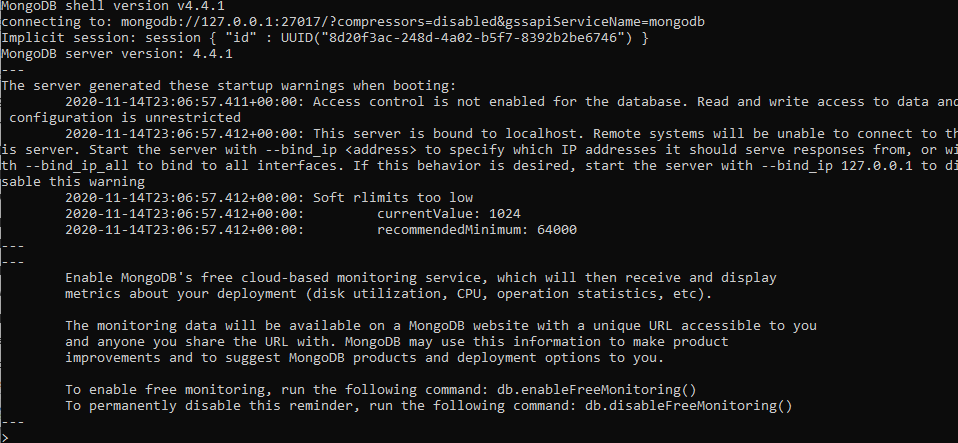 MongoDB shell version v4.4.1
connecting to: mongodb://127.0.0.1:27017/?compressors=disabled&gssapiServiceName=mongodb
Implicit session: session { "id" : UUID("8d20f3ac-248d-4a02-b5f7-8392b2be6746") }
MongoDB server version: 4.4.1
---
The server generated these startup warnings when booting:
        2020-11-14T23:06:57.411+00:00: Access control is not enabled for the database. Read and write access to data and
 configuration is unrestricted
        2020-11-14T23:06:57.412+00:00: This server is bound to localhost. Remote systems will be unable to connect to th
is server. Start the server with --bind_ip <address> to specify which IP addresses it should serve responses from, or wi
th --bind_ip_all to bind to all interfaces. If this behavior is desired, start the server with --bind_ip 127.0.0.1 to di
sable this warning
        2020-11-14T23:06:57.412+00:00: Soft rlimits too low
        2020-11-14T23:06:57.412+00:00:         currentValue: 1024
        2020-11-14T23:06:57.412+00:00:         recommendedMinimum: 64000
---
---
        Enable MongoDB's free cloud-based monitoring service, which will then receive and display
        metrics about your deployment (disk utilization, CPU, operation statistics, etc).

        The monitoring data will be available on a MongoDB website with a unique URL accessible to you
        and anyone you share the URL with. MongoDB may use this information to make product
        improvements and to suggest MongoDB products and deployment options to you.

        To enable free monitoring, run the following command: db.enableFreeMonitoring()
        To permanently disable this reminder, run the following command: db.disableFreeMonitoring()
---
>